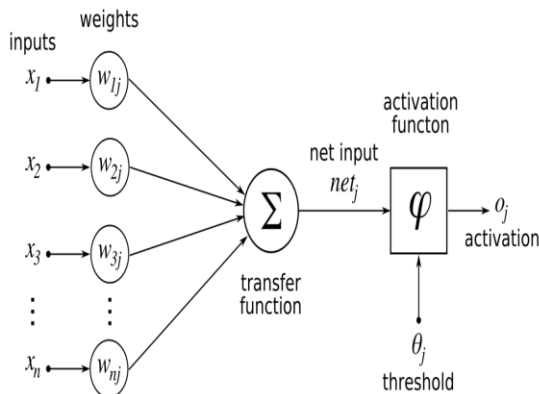 weights
inputs
x1
w1j
activation
functon
x2
w2j
net input
netj
Σ
φ
oj
activation
x3
w3j
transfer
function
⋮
⋮
θj
threshold
xn
wnj